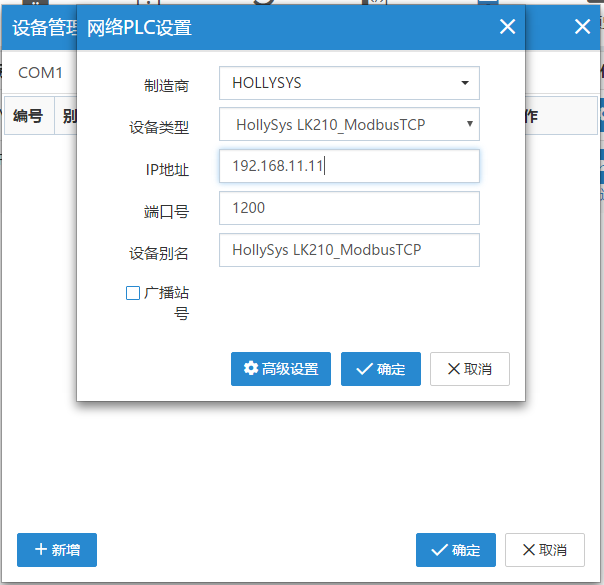 设备管理
网络PLC设置
COM1
编号
别
作
制造商
HOLLYSYS
设备类型
HollySys LK210_ModbusTCP
IP地址
192.168.11.11
端口号
1200
设备别名
HollySys LK210_ModbusTCP
广播站
号
高级设置
确定
取消
新增
确定
取消